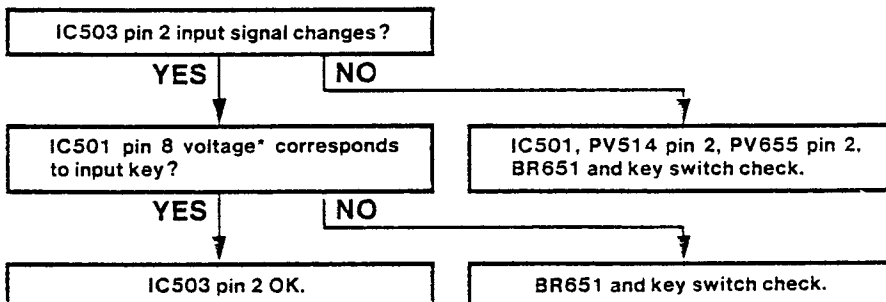 IC503 pin 2 input signal changes?
YES
NO
IC501 pin 8 voltage* corresponds
to input key?
IC501, PV514 pin 2, PV655 pin 2,
BR651 and key switch check.
YES
NO
IC503 pin 2 OK.
BR651 and key switch check.